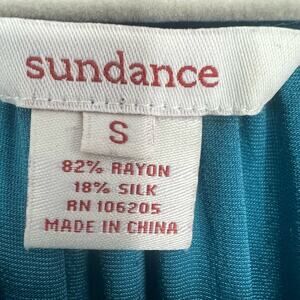 sundance
S
82% RAYON
18% SILK
RN 106205
MADE IN CHINA